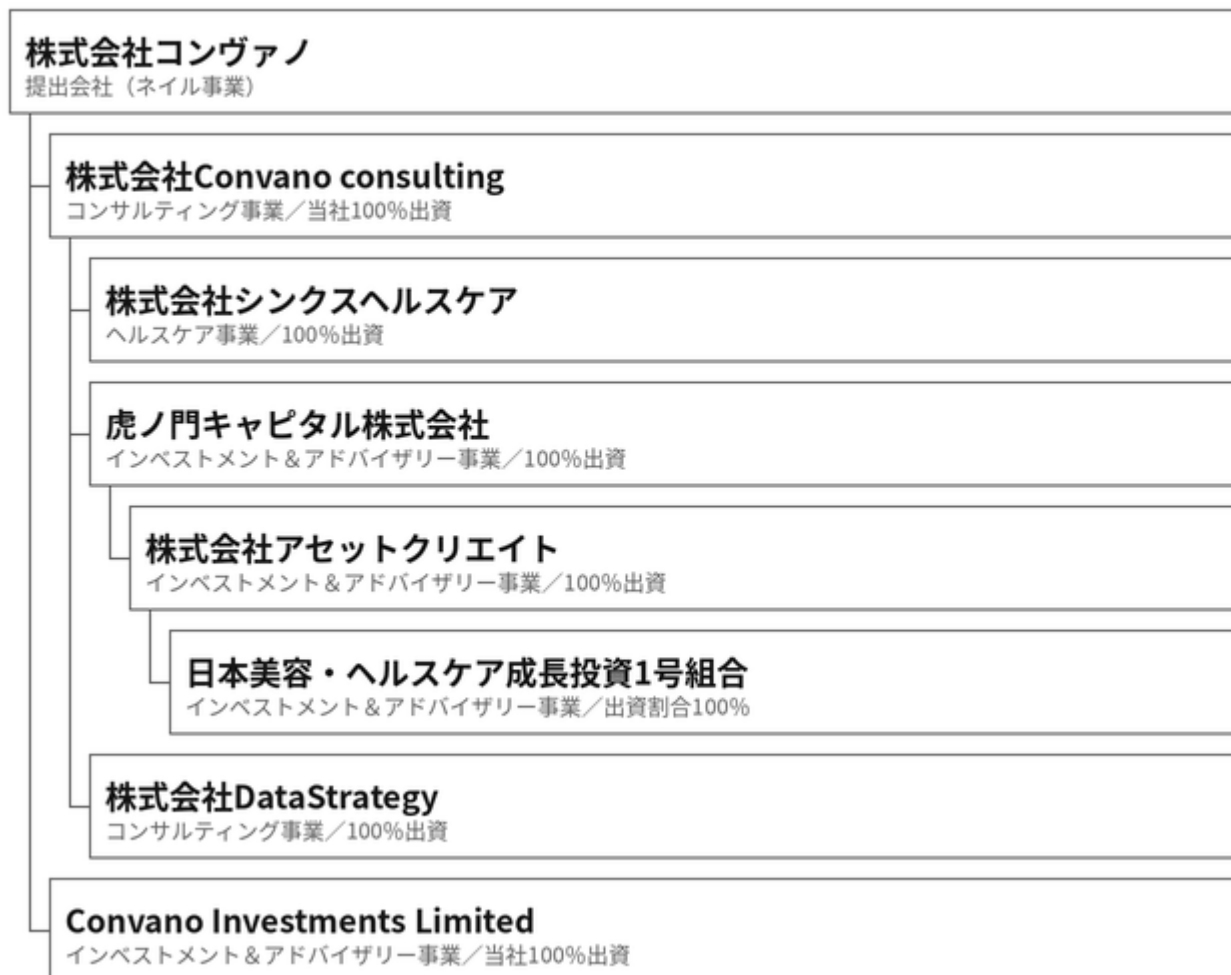 株式会社コンヴァノ
提出会社（ネイル事業）
株式会社Convano consulting
コンサルティング事業／当社100%出資
株式会社シンクスヘルスケア
ヘルスケア事業／100%出資
虎ノ門キャピタル株式会社
インベストメント＆アドバイザリー事業／100%出資
株式会社アセットクリエイト
インベストメント＆アドバイザリー事業／100%出資
日本美容・ヘルスケア成長投資1号組合
インベストメント＆アドバイザリー事業／出資割合100%
株式会社DataStrategy
コンサルティング事業／100%出資
Convano Investments Limited
インベストメント＆アドバイザリー事業／当社100%出資